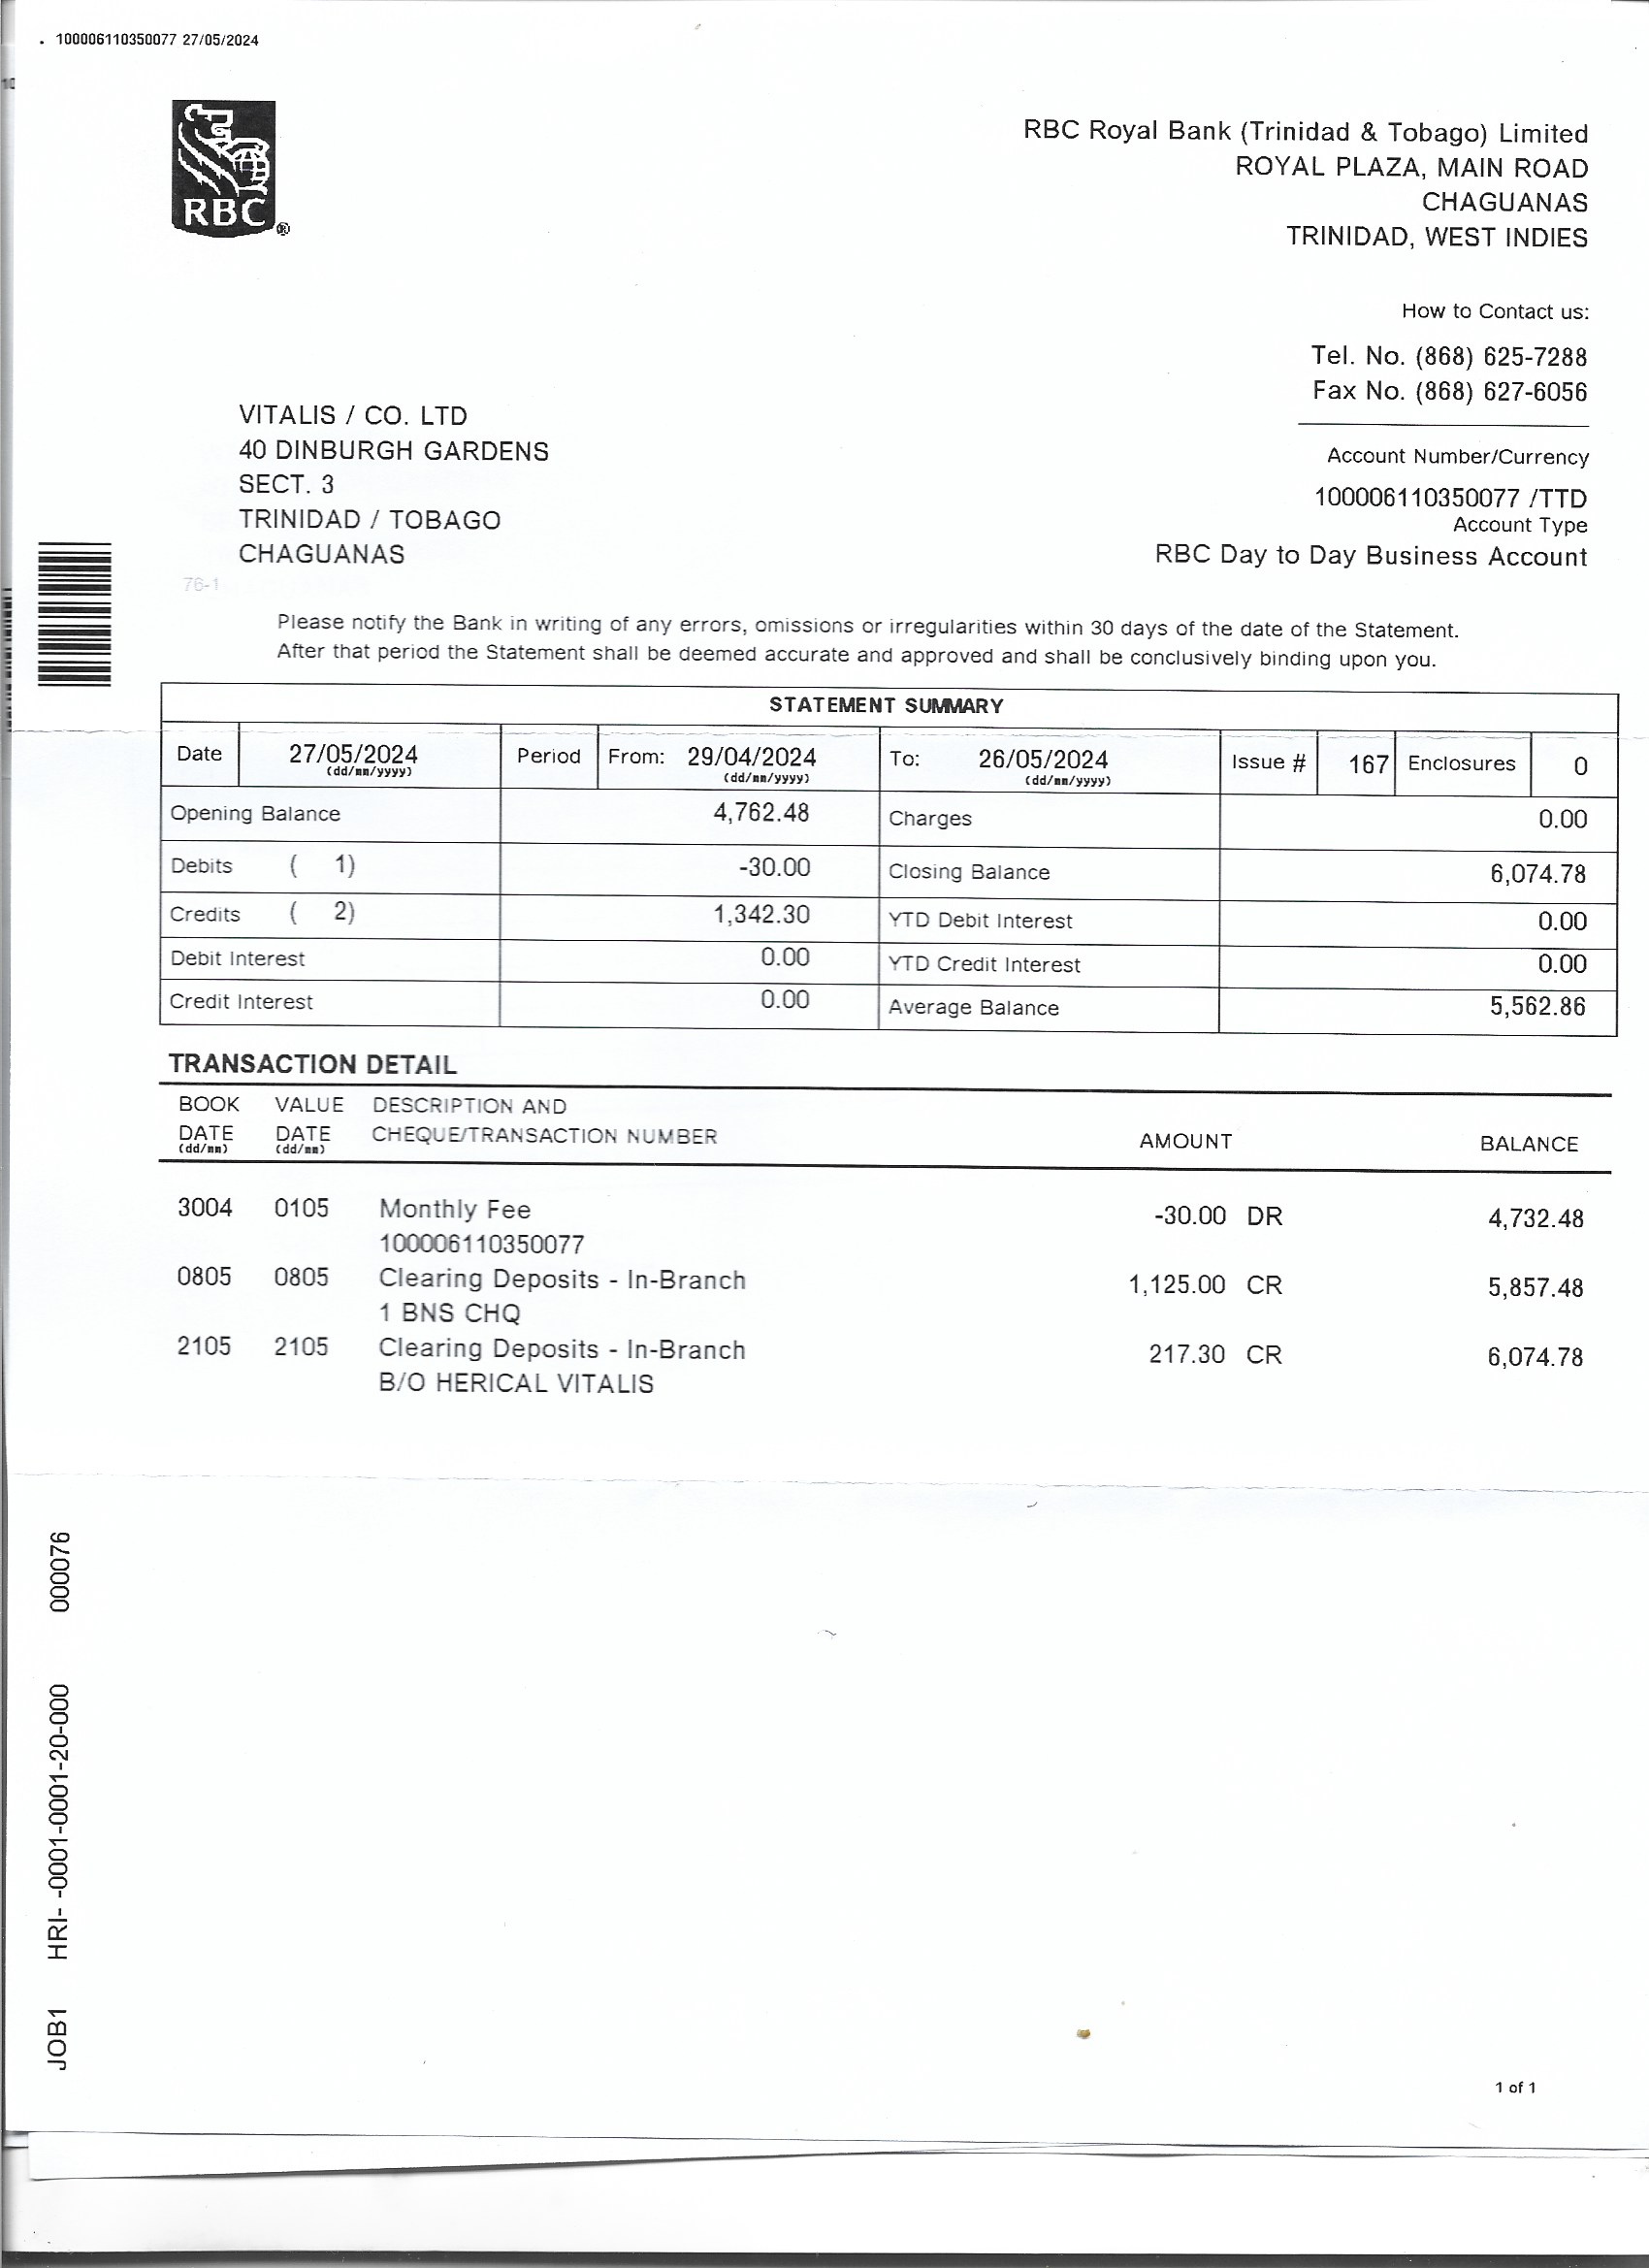 . 100006110350077 27/05/2024
RBC ®
RBC Royal Bank (Trinidad & Tobago) Limited
ROYAL PLAZA, MAIN ROAD
CHAGUANAS
TRINIDAD, WEST INDIES
How to Contact us:
Tel. No. (868) 625-7288
Fax No. (868) 627-6056
VITALIS / CO. LTD
40 DINBURGH GARDENS
SECT. 3
TRINIDAD / TOBAGO
CHAGUANAS
76-1
Account Number/Currency
100006110350077 /TTD
Account Type
RBC Day to Day Business Account
Please notify the Bank in writing of any errors, omissions or irregularities within 30 days of the date of the Statement.
After that period the Statement shall be deemed accurate and approved and shall be conclusively binding upon you.
STATEMENT SUMMARY
Date 27/05/2024 (dd/mm/yyyy) Period From: 29/04/2024 (dd/mm/yyyy) To: 26/05/2024 (dd/mm/yyyy) Issue # 167 Enclosures 0
Opening Balance 4,762.48 Charges 0.00
Debits ( 1) -30.00 Closing Balance 6,074.78
Credits ( 2) 1,342.30 YTD Debit Interest 0.00
Debit Interest 0.00 YTD Credit Interest 0.00
Credit Interest 0.00 Average Balance 5,562.86
TRANSACTION DETAIL
BOOK VALUE DESCRIPTION AND
DATE DATE CHEQUE/TRANSACTION NUMBER AMOUNT BALANCE
(dd/mm) (dd/mm)
3004 0105 Monthly Fee -30.00 DR 4,732.48
100006110350077
0805 0805 Clearing Deposits - In-Branch 1,125.00 CR 5,857.48
1 BNS CHQ
2105 2105 Clearing Deposits - In-Branch 217.30 CR 6,074.78
B/O HERICAL VITALIS
JOB1 HRI- -0001-0001-20-000 000076
1 of 1